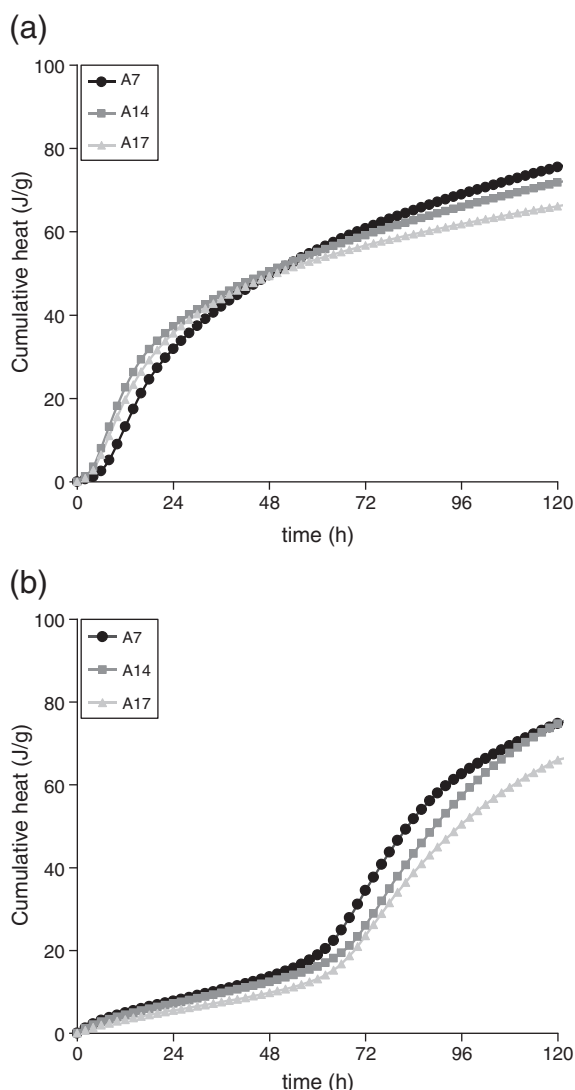 (a)
100
80
60
40
20
0
Cumulative heat (J/g)
A7
A14
A17
0 24 48 72 96 120
time (h)
(b)
100
80
60
40
20
0
Cumulative heat (J/g)
A7
A14
A17
0 24 48 72 96 120
time (h)